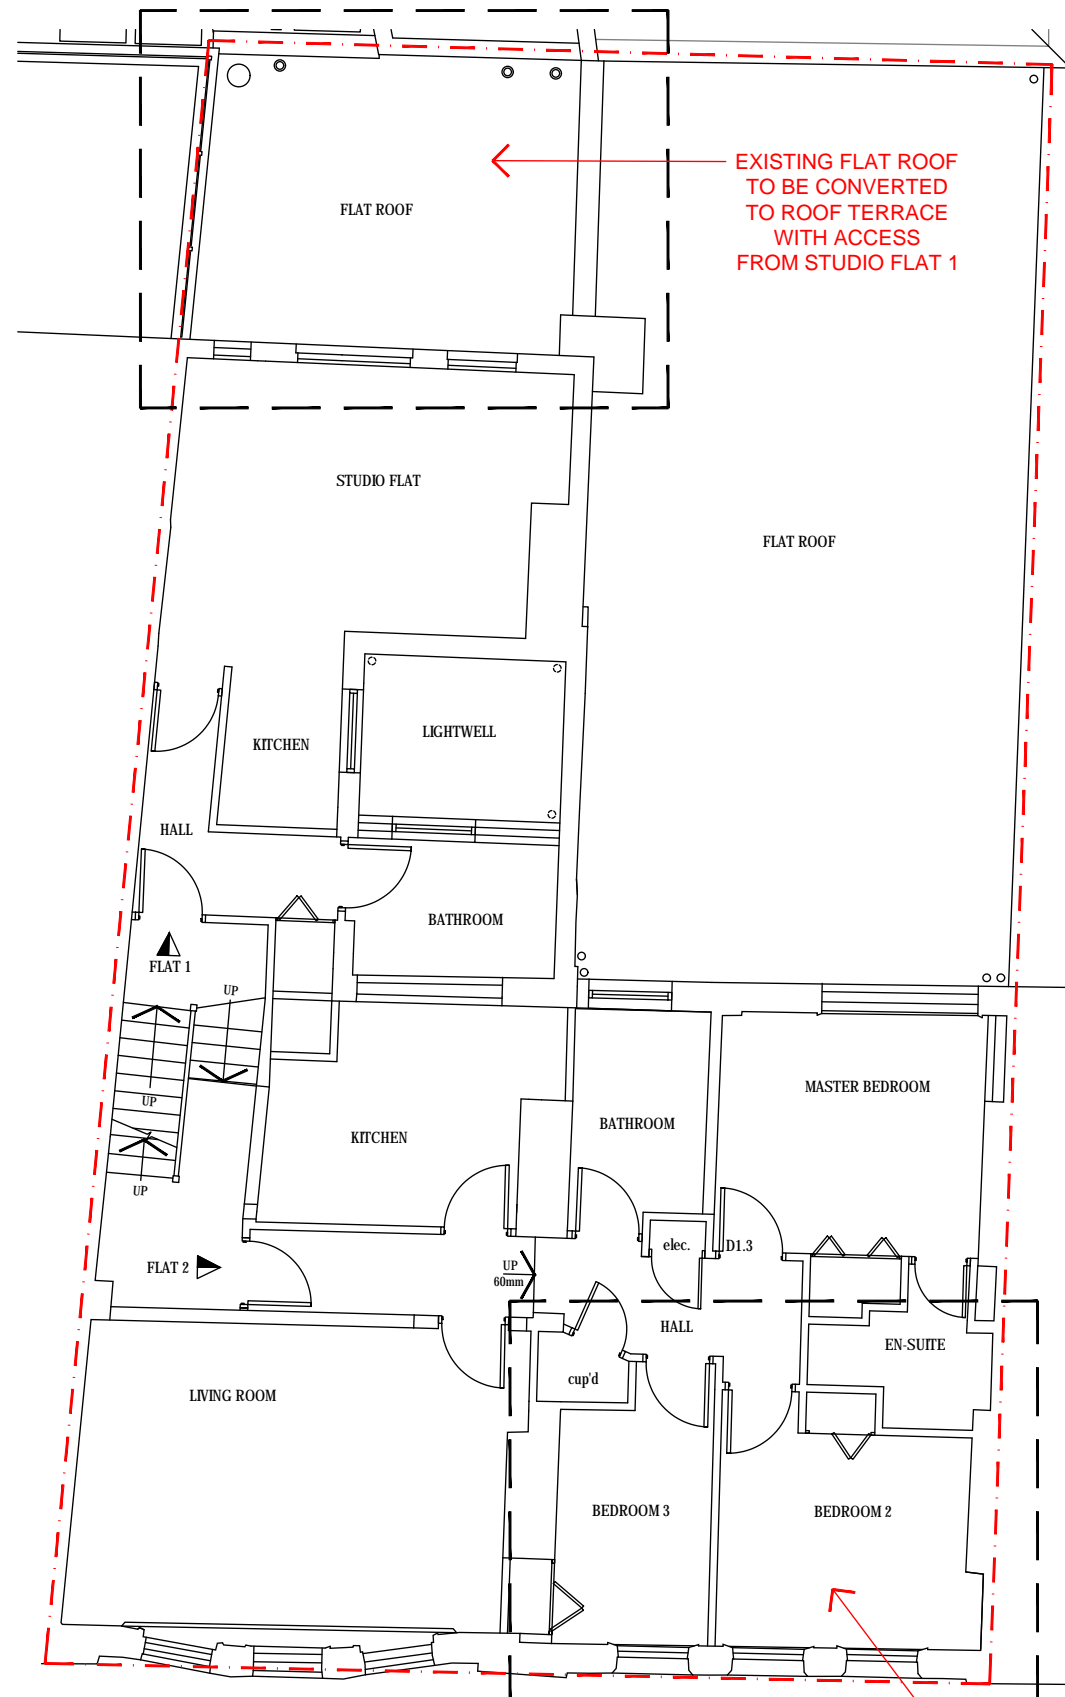 EXISTING FLAT ROOF
TO BE CONVERTED
TO ROOF TERRACE
WITH ACCESS
FROM STUDIO FLAT 1
FLAT ROOF
STUDIO FLAT
FLAT ROOF
LIGHTWELL
KITCHEN
HALL
BATHROOM
FLAT 1
UP
MASTER BEDROOM
UP
BATHROOM
KITCHEN
UP
elec.
D1.3
FLAT 2
UP
60mm
HALL
EN-SUITE
cup'd
LIVING ROOM
BEDROOM 3
BEDROOM 2